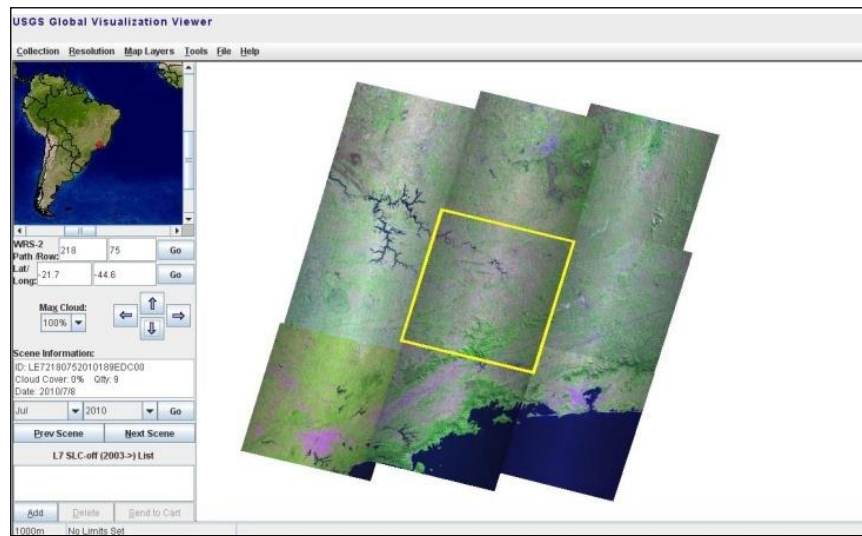 USGS Global Visualization Viewer
Collection Resolution Map Layers Tools File Help
WRS-2
Path /Row: 218 75 Go
Lat/
Long: -21.7 -44.6 Go
Max Cloud:
100%
Scene Information:
ID: LE72180752010189EDC00
Cloud Cover: 0% Qlty: 9
Date: 2010/7/8
Jul 2010 Go
Prev Scene Next Scene
L7 SLC-off (2003->) List
Add Delete Send to Cart
1000m No Limits Set